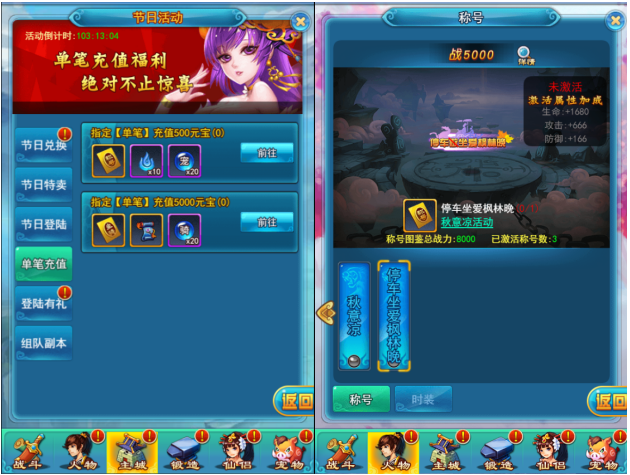 节日活动
活动倒计时:103:13:04
单笔充值福利
绝对不止惊喜
节日兑换
节日特卖
节日登陆
单笔充值
登陆有礼
组队副本
指定【单笔】充值500元宝(0)
x10
宠
x20
前往
指定【单笔】充值5000元宝(0)
x20
前往
返回
战斗
人物
主城
锻造
仙侣
宠物
称号
战5000
详情
未激活
激活属性加成
生命:+1680
攻击:+666
防御:+166
停车坐爱枫林晚
停车坐爱枫林晚
秋意凉活动
称号图鉴总战力:8000
已激活称号数:3
秋意凉
停车坐爱枫林晚
称号
时装
返回
战斗
人物
主城
锻造
仙侣
宠物